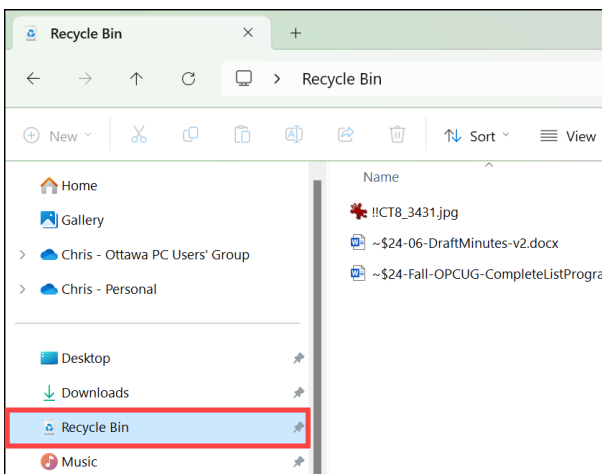 Recycle Bin
Recycle Bin
New
Sort
View
Name
Home
Gallery
Chris - Ottawa PC Users' Group
Chris - Personal
Desktop
Downloads
Recycle Bin
Music
!!CT8_3431.jpg
~$24-06-DraftMinutes-v2.docx
~$24-Fall-OPCUG-CompleteListProgra